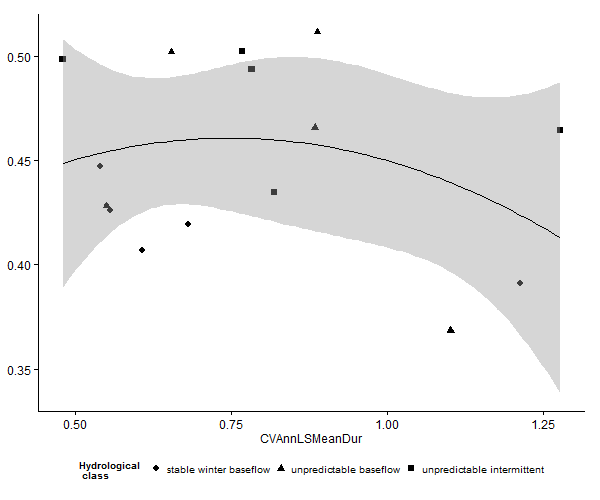 0.50
0.45
0.40
0.35
0.50 0.75 1.00 1.25
CVAnnLSMeanDur
Hydrological
class
stable winter baseflow unpredictable baseflow unpredictable intermittent